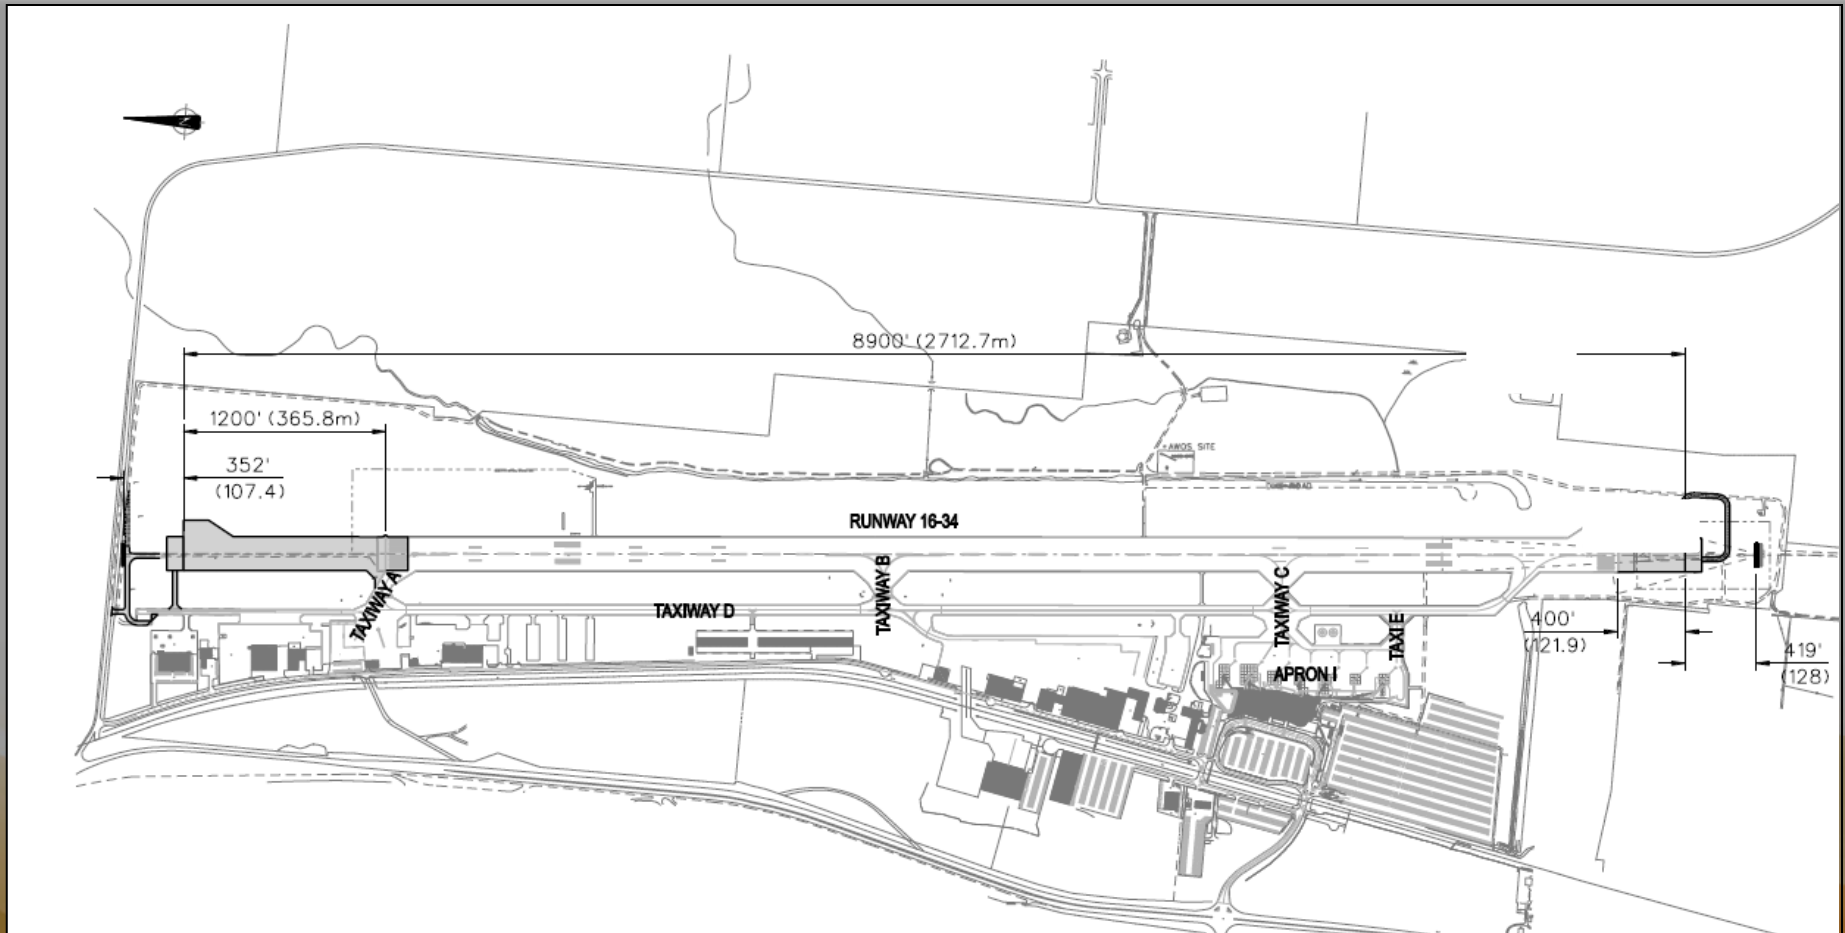 N
8900' (2712.7m)
1200' (365.8m)
352'
(107.4)
AWOS SITE
RUNWAY 16-34
TAXIWAY A
TAXIWAY D
TAXIWAY B
TAXIWAY C
TAXI E
APRON I
400'
(121.9)
419'
(128)